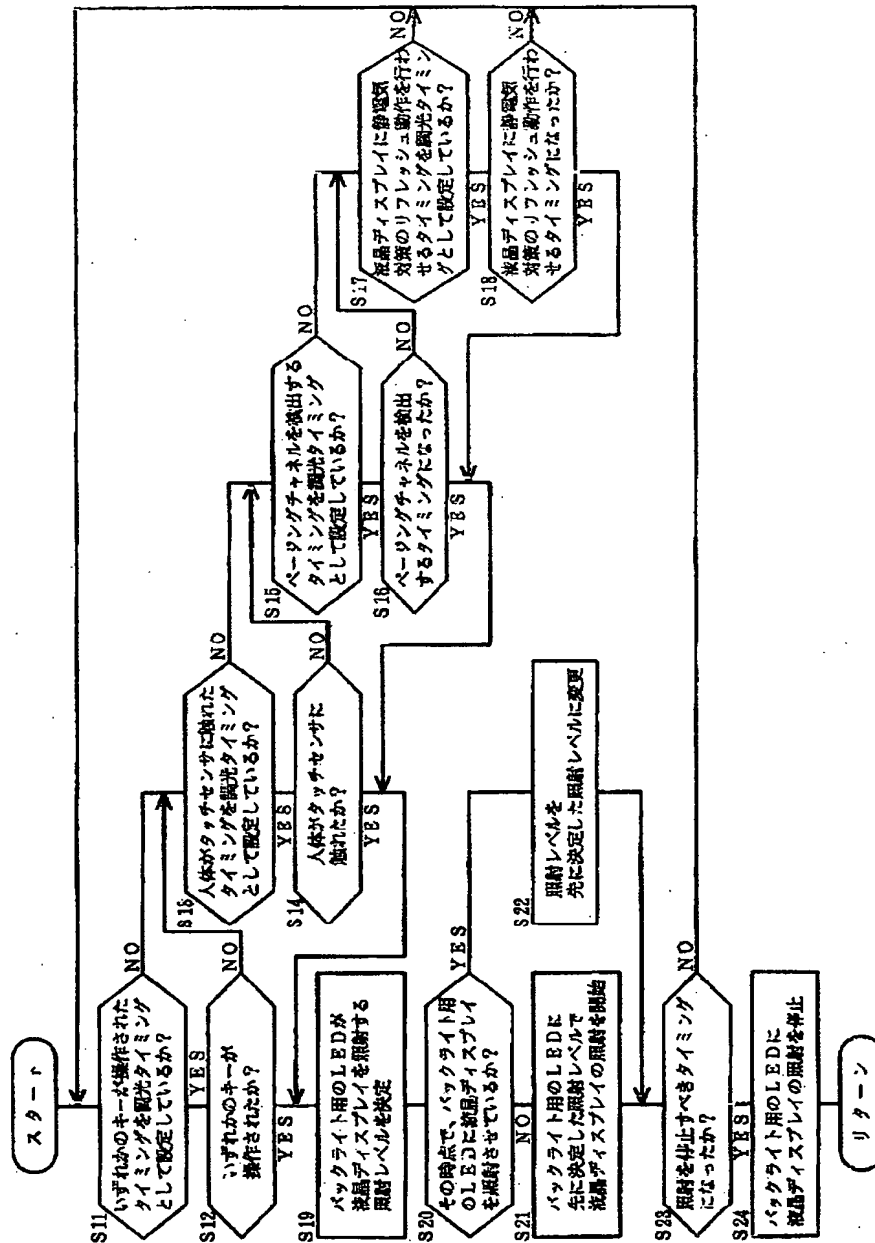 スタート
S11
いずれかのキーが操作された
タイミングを調光タイミング
として設定しているか?
NO
YES
S12
いずれかのキーが
操作されたか?
NO
YES
S13
人体がタッチセンサに触れた
タイミングを調光タイミング
として設定しているか?
NO
YES
S14
人体がタッチセンサに
触れたか?
NO
YES
S15
ページングチャネルを検出する
タイミングを調光タイミング
として設定しているか?
NO
YES
S16
ページングチャネルを検出
するタイミングになったか?
NO
YES
S17
液晶ディスプレイに静電気
対策のリフレッシュ動作を行わ
せるタイミングを調光タイミン
グとして設定しているか?
NO
YES
S18
液晶ディスプレイに静電気
対策のリフレッシュ動作を行わ
せるタイミングになったか?
NO
YES
S19
バックライト用のLEDが
液晶ディスプレイを照射する
照射レベルを決定
S20
その時点で、バックライト用
のLEDに液晶ディスプレイ
を照射させているか?
YES
NO
S21
バックライト用のLEDに
先に決定した照射レベルで
液晶ディスプレイの照射を開始
S22
照射レベルを
先に決定した照射レベルに変更
S23
照射を停止すべきタイミング
になったか?
NO
YES
S24
バックライト用のLEDに
液晶ディスプレイの照射を停止
リターン